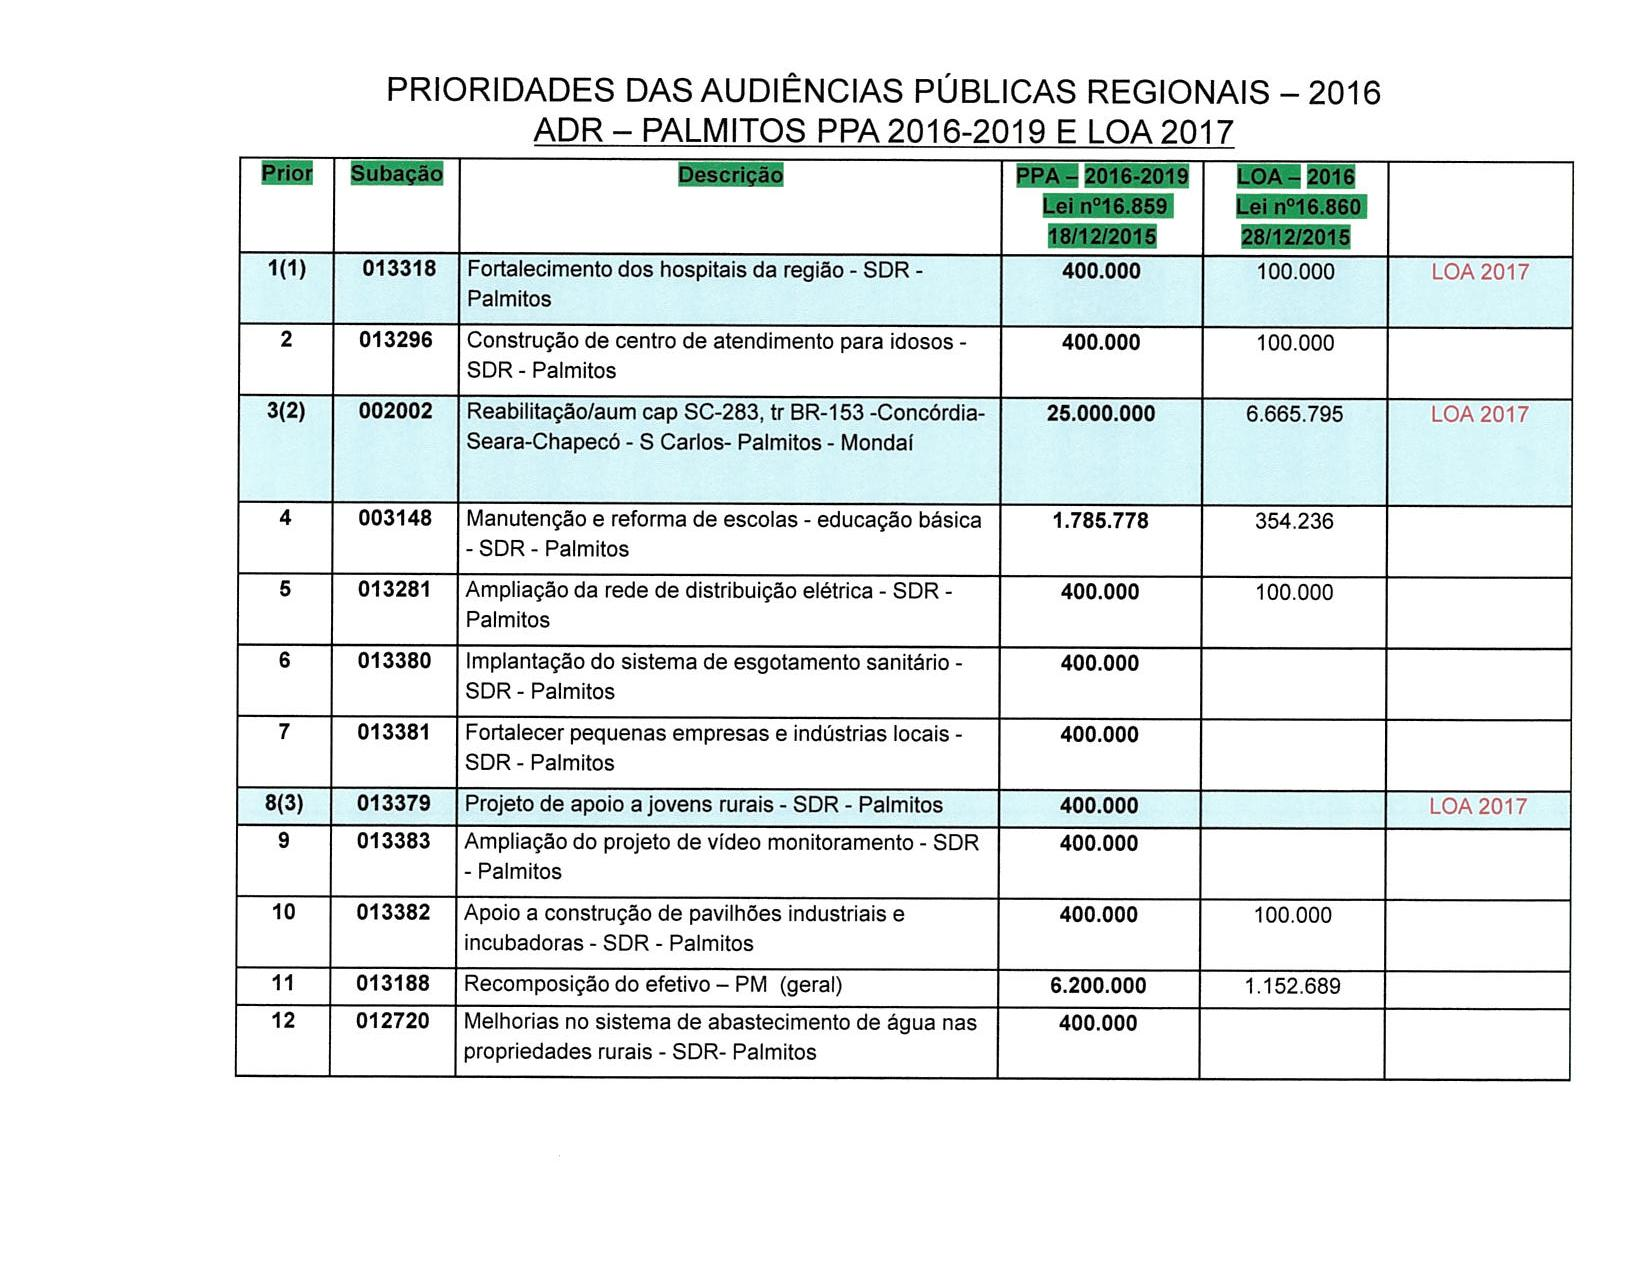 PRIORIDADES DAS AUDIÊNCIAS PÚBLICAS REGIONAIS – 2016
ADR – PALMITOS PPA 2016-2019 E LOA 2017
Prior Subação Descrição PPA – 2016-2019 LOA – 2016
Lei nº16.859 Lei nº16.860
18/12/2015 28/12/2015
1(1) 013318 Fortalecimento dos hospitais da região - SDR - 400.000 100.000 LOA 2017
Palmitos
2 013296 Construção de centro de atendimento para idosos - 400.000 100.000
SDR - Palmitos
3(2) 002002 Reabilitação/aum cap SC-283, tr BR-153 -Concórdia- 25.000.000 6.665.795 LOA 2017
Seara-Chapecó - S Carlos- Palmitos - Mondaí
4 003148 Manutenção e reforma de escolas - educação básica 1.785.778 354.236
- SDR - Palmitos
5 013281 Ampliação da rede de distribuição elétrica - SDR - 400.000 100.000
Palmitos
6 013380 Implantação do sistema de esgotamento sanitário - 400.000
SDR - Palmitos
7 013381 Fortalecer pequenas empresas e indústrias locais - 400.000
SDR - Palmitos
8(3) 013379 Projeto de apoio a jovens rurais - SDR - Palmitos 400.000 LOA 2017
9 013383 Ampliação do projeto de vídeo monitoramento - SDR 400.000
- Palmitos
10 013382 Apoio a construção de pavilhões industriais e 400.000 100.000
incubadoras - SDR - Palmitos
11 013188 Recomposição do efetivo – PM (geral) 6.200.000 1.152.689
12 012720 Melhorias no sistema de abastecimento de água nas 400.000
propriedades rurais - SDR- Palmitos